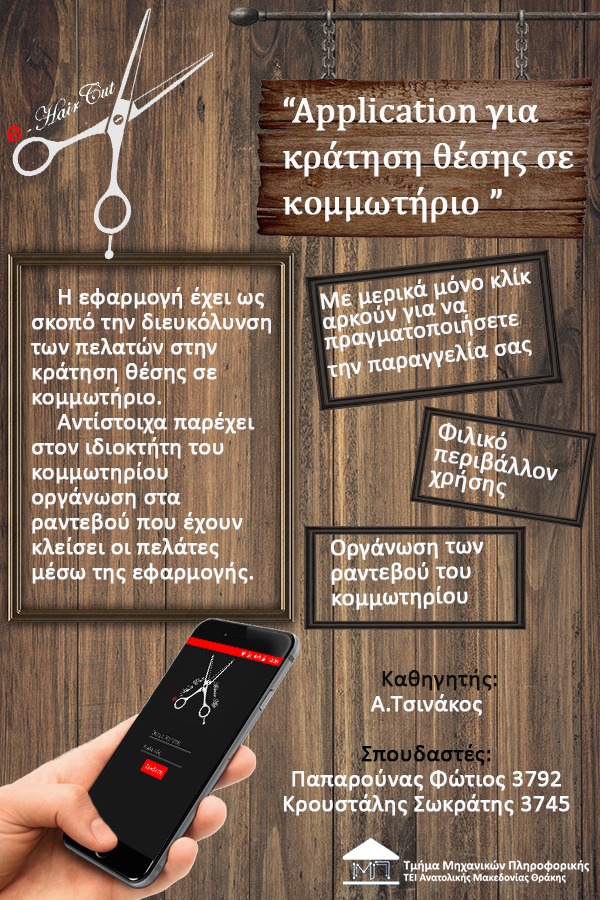 e - Hair Cut
“Application για
κράτηση θέσης σε
κομμωτήριο ”
Η εφαρμογή έχει ως
σκοπό την διευκόλυνση
των πελατών στην
κράτηση θέσης σε
κομμωτήριο.
Αντίστοιχα παρέχει
στον ιδιοκτήτη του
κομμωτηρίου
οργάνωση στα
ραντεβού που έχουν
κλείσει οι πελάτες
μέσω της εφαρμογής.
Με μερικά μόνο κλίκ
αρκούν για να
πραγματοποιήσετε
την παραγγελία σας
Φιλικό
περιβάλλον
χρήσης
Οργάνωση των
ραντεβού του
κομμωτηρίου
Καθηγητής:
Α.Τσινάκος
Σπουδαστές:
Παπαρούνας Φώτιος 3792
Κρουστάλης Σωκράτης 3745
ΜΠ
Τμήμα Μηχανικών Πληροφορικής
ΤΕΙ Ανατολικής Μακεδονίας Θράκης